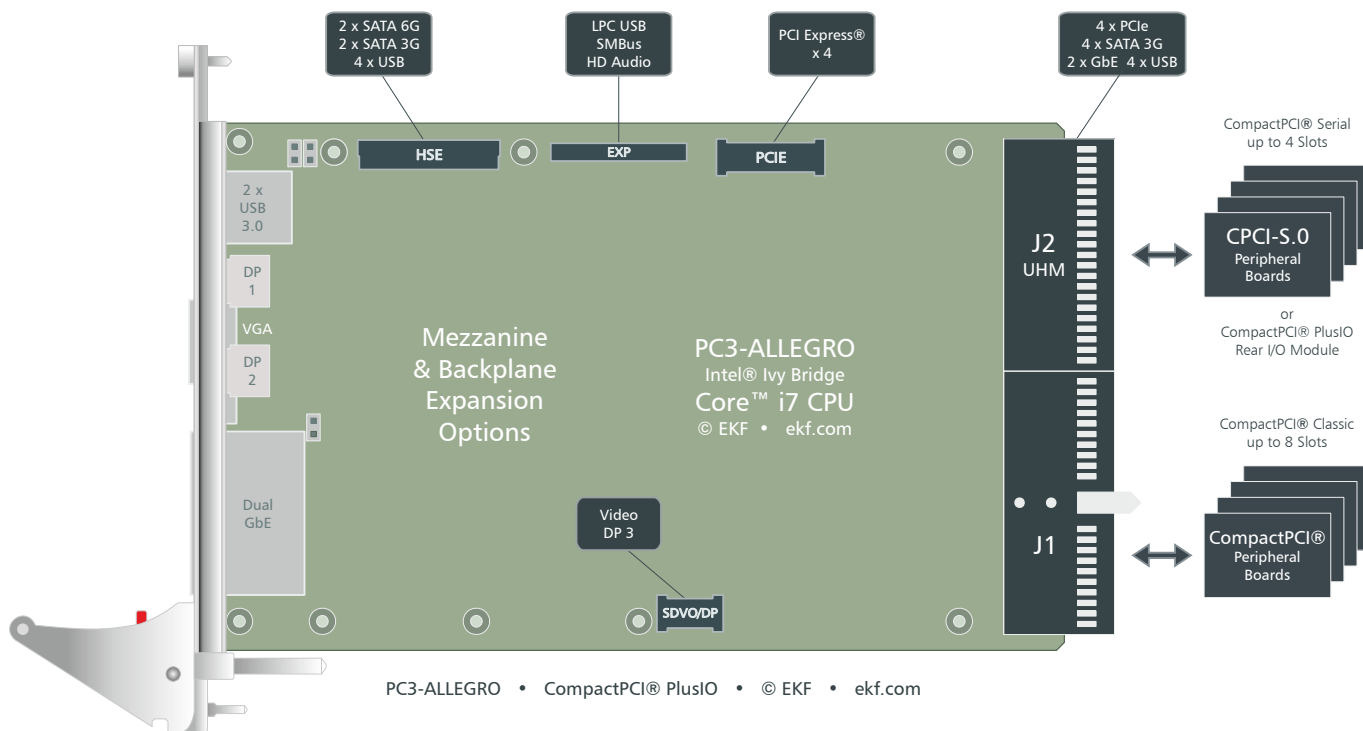 2 x SATA 6G
2 x SATA 3G
4 x USB
LPC USB
SMBus
HD Audio
PCI Express®
x 4
4 x PCIe
4 x SATA 3G
2 x GbE 4 x USB
HSE
EXP
PCIE
2 x
USB
3.0
DP
1
VGA
DP
2
Dual
GbE
Mezzanine
& Backplane
Expansion
Options
PC3-ALLEGRO
Intel® Ivy Bridge
Core™ i7 CPU
© EKF • ekf.com
Video
DP 3
SDVO/DP
J2
UHM
J1
CompactPCI® Serial
up to 4 Slots
CPCI-S.0
Peripheral
Boards
or
CompactPCI® PlusIO
Rear I/O Module
CompactPCI® Classic
up to 8 Slots
CompactPCI®
Peripheral
Boards
PC3-ALLEGRO • CompactPCI® PlusIO • © EKF • ekf.com